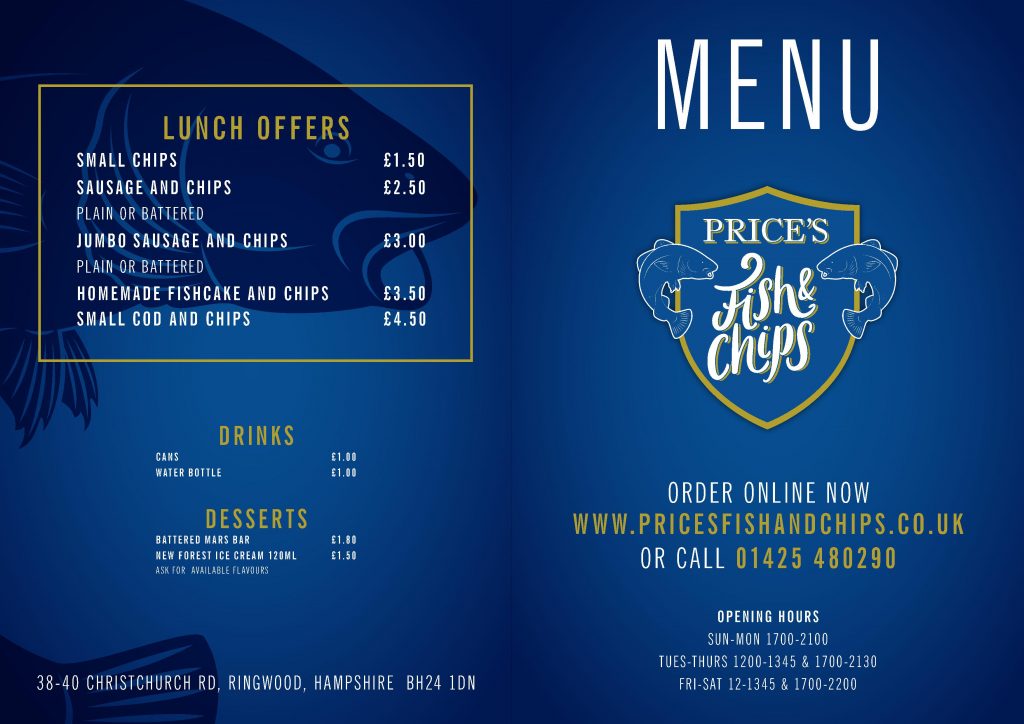 LUNCH OFFERS
SMALL CHIPS £1.50
SAUSAGE AND CHIPS £2.50
PLAIN OR BATTERED
JUMBO SAUSAGE AND CHIPS £3.00
PLAIN OR BATTERED
HOMEMADE FISHCAKE AND CHIPS £3.50
SMALL COD AND CHIPS £4.50
DRINKS
CANS £1.00
WATER BOTTLE £1.00
DESSERTS
BATTERED MARS BAR £1.80
NEW FOREST ICE CREAM 120ML £1.50
ASK FOR AVAILABLE FLAVOURS
38-40 CHRISTCHURCH RD, RINGWOOD, HAMPSHIRE BH24 1DN
MENU
PRICE'S
Fish &
Chips
ORDER ONLINE NOW
WWW.PRICESFISHANDCHIPS.CO.UK
OR CALL 01425 480290
OPENING HOURS
SUN-MON 1700-2100
TUES-THURS 1200-1345 & 1700-2130
FRI-SAT 12-1345 & 1700-2200